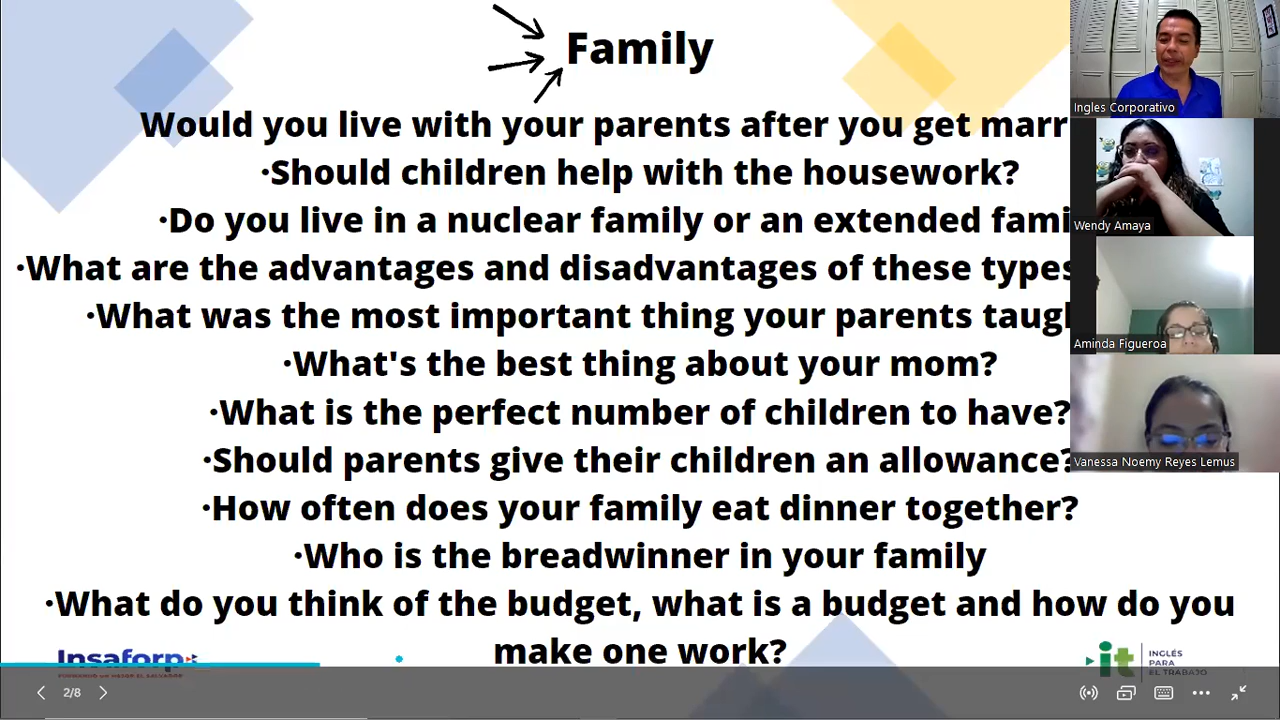 Family
Would you live with your parents after you get marr
·Should children help with the housework?
·Do you live in a nuclear family or an extended fami
·What are the advantages and disadvantages of these types
·What was the most important thing your parents taugh
·What's the best thing about your mom?
·What is the perfect number of children to have?
·Should parents give their children an allowance?
·How often does your family eat dinner together?
·Who is the breadwinner in your family
·What do you think of the budget, what is a budget and how do you
make one work?
Ingles Corporativo
Wendy Amaya
Aminda Figueroa
Vanessa Noemy Reyes Lemus
Insaforp
it INGLÉS
PARA
EL TRABAJO
2/8